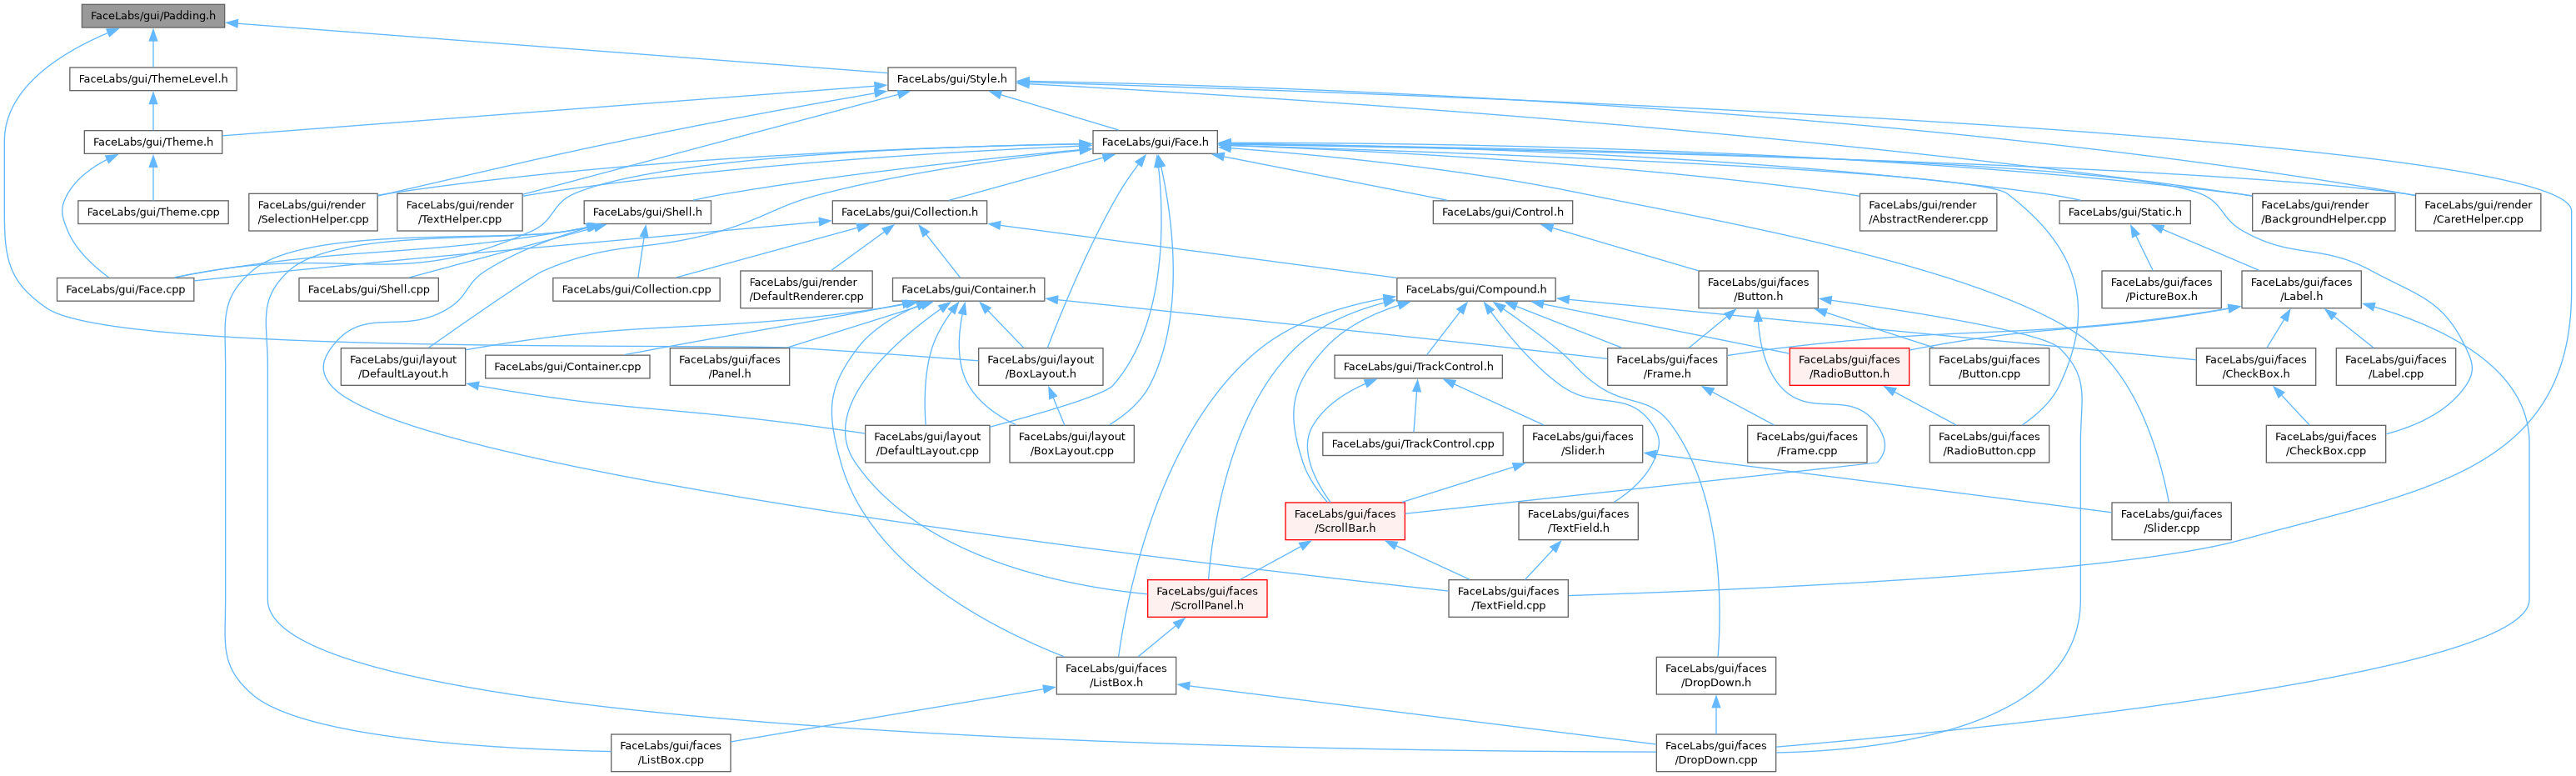 FaceLabs/gui/Padding.h
FaceLabs/gui/ThemeLevel.h
FaceLabs/gui/Style.h
FaceLabs/gui/Theme.h
FaceLabs/gui/Face.h
FaceLabs/gui/Theme.cpp
FaceLabs/gui/render
/SelectionHelper.cpp
FaceLabs/gui/render
/TextHelper.cpp
FaceLabs/gui/Shell.h
FaceLabs/gui/Collection.h
FaceLabs/gui/Control.h
FaceLabs/gui/render
/AbstractRenderer.cpp
FaceLabs/gui/Static.h
FaceLabs/gui/render
/BackgroundHelper.cpp
FaceLabs/gui/render
/CaretHelper.cpp
FaceLabs/gui/Face.cpp
FaceLabs/gui/Shell.cpp
FaceLabs/gui/Collection.cpp
FaceLabs/gui/render
/DefaultRenderer.cpp
FaceLabs/gui/Container.h
FaceLabs/gui/Compound.h
FaceLabs/gui/faces
/Button.h
FaceLabs/gui/faces
/PictureBox.h
FaceLabs/gui/faces
/Label.h
FaceLabs/gui/layout
/DefaultLayout.h
FaceLabs/gui/Container.cpp
FaceLabs/gui/faces
/Panel.h
FaceLabs/gui/layout
/BoxLayout.h
FaceLabs/gui/TrackControl.h
FaceLabs/gui/faces
/Frame.h
FaceLabs/gui/faces
/RadioButton.h
FaceLabs/gui/faces
/Button.cpp
FaceLabs/gui/faces
/CheckBox.h
FaceLabs/gui/faces
/Label.cpp
FaceLabs/gui/layout
/DefaultLayout.cpp
FaceLabs/gui/layout
/BoxLayout.cpp
FaceLabs/gui/TrackControl.cpp
FaceLabs/gui/faces
/Slider.h
FaceLabs/gui/faces
/Frame.cpp
FaceLabs/gui/faces
/RadioButton.cpp
FaceLabs/gui/faces
/CheckBox.cpp
FaceLabs/gui/faces
/ScrollBar.h
FaceLabs/gui/faces
/TextField.h
FaceLabs/gui/faces
/Slider.cpp
FaceLabs/gui/faces
/ScrollPanel.h
FaceLabs/gui/faces
/TextField.cpp
FaceLabs/gui/faces
/ListBox.h
FaceLabs/gui/faces
/DropDown.h
FaceLabs/gui/faces
/ListBox.cpp
FaceLabs/gui/faces
/DropDown.cpp